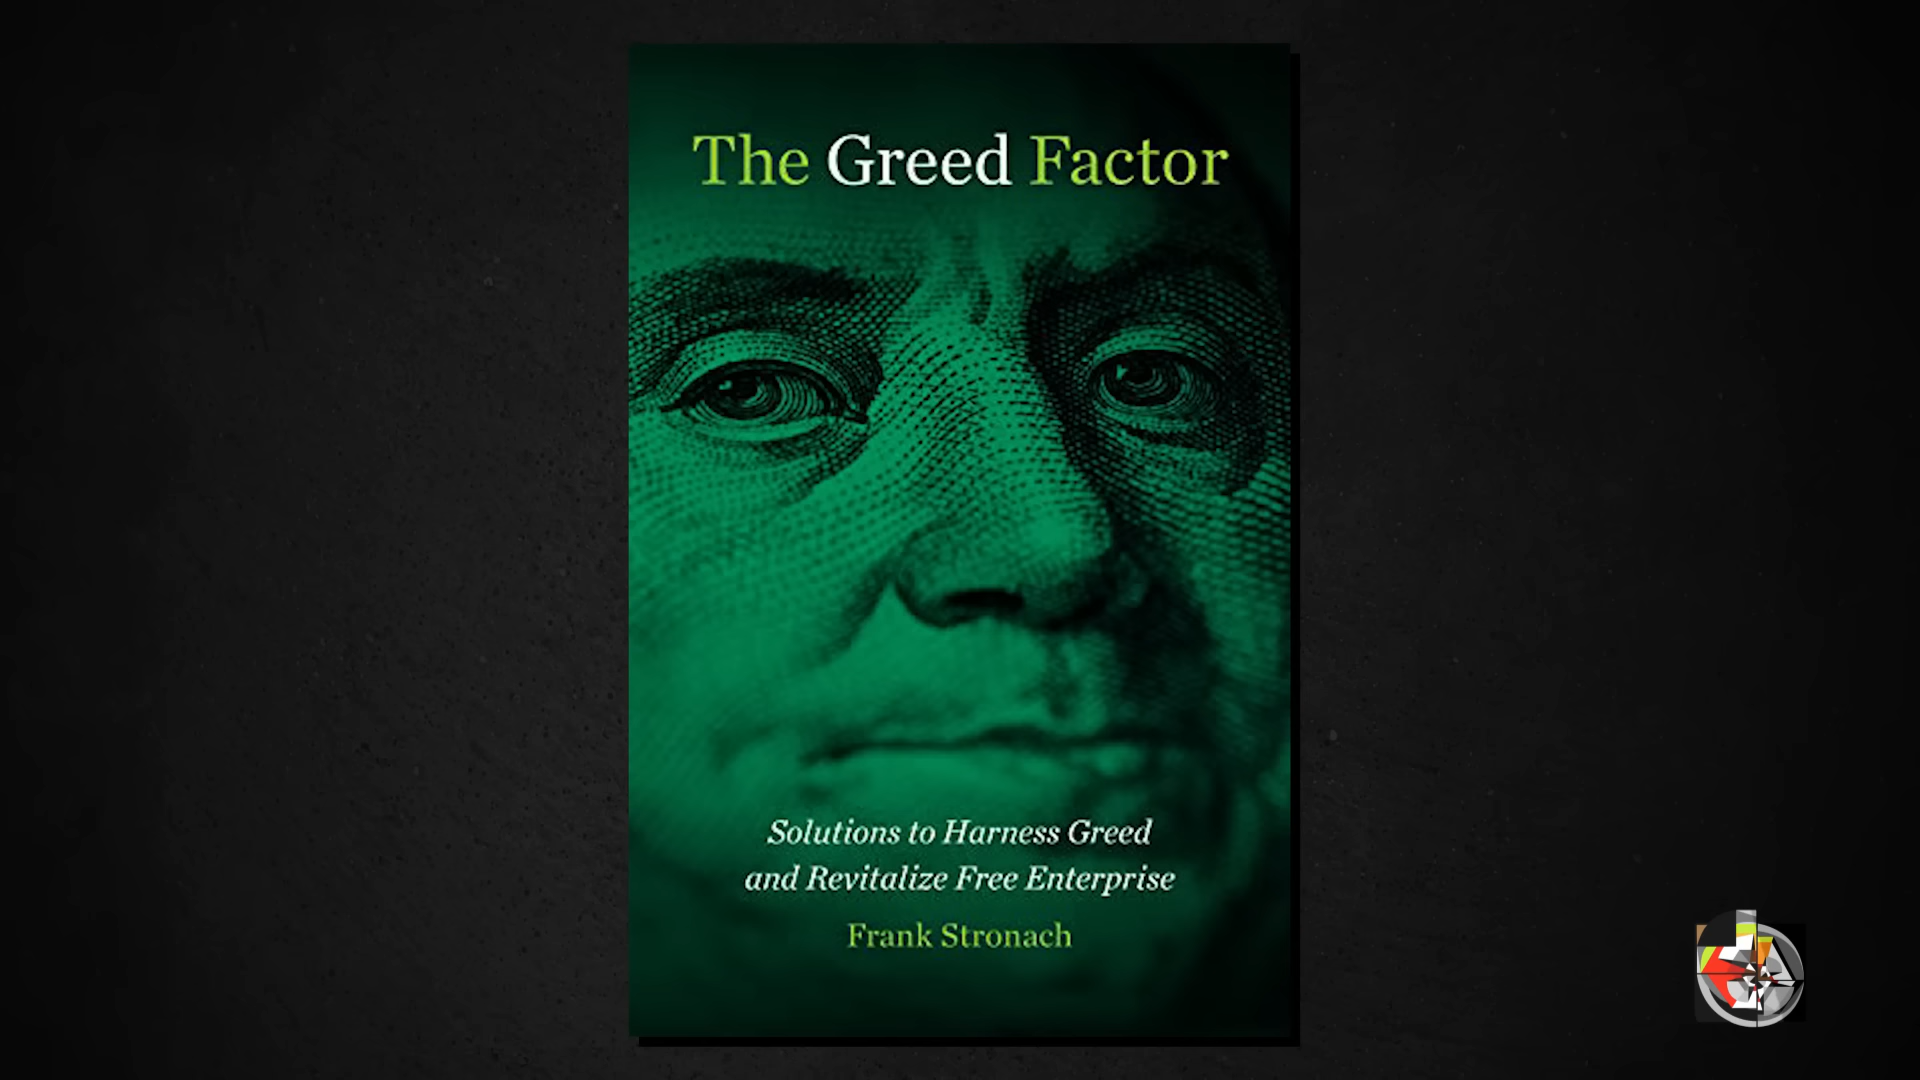 The Greed Factor
Solutions to Harness Greed
and Revitalize Free Enterprise
Frank Stronach